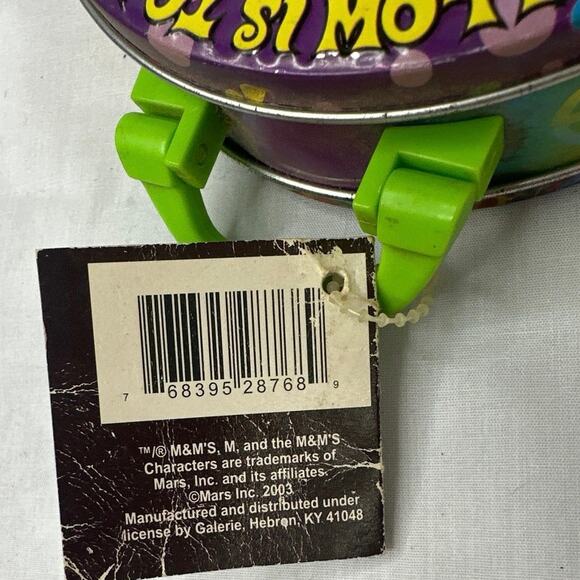 7 68395 28768 9
™/® M&M'S, M, and the M&M'S
Characters are trademarks of
Mars, Inc. and its affiliates.
©Mars Inc. 2003
Manufactured and distributed under
license by Galerie, Hebron, KY 41048